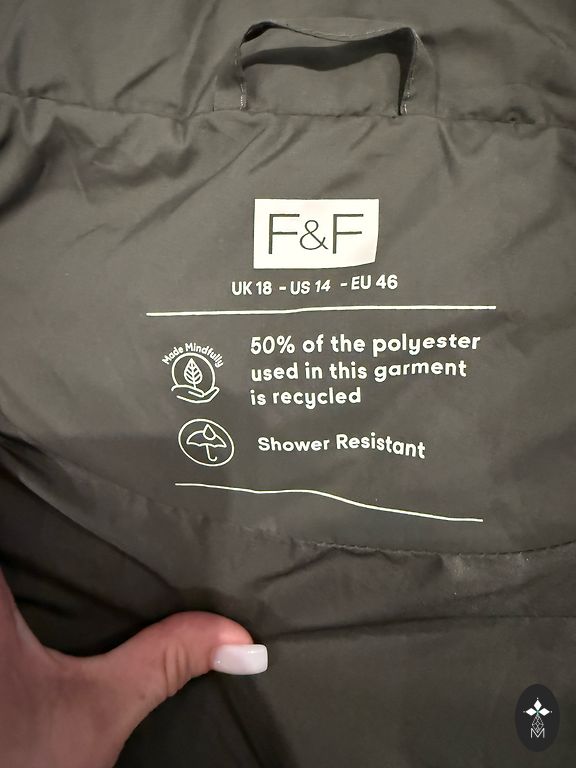 F&F
UK 18 - US 14 - EU 46
Made Mindfully
50% of the polyester
used in this garment
is recycled
Shower Resistant
M